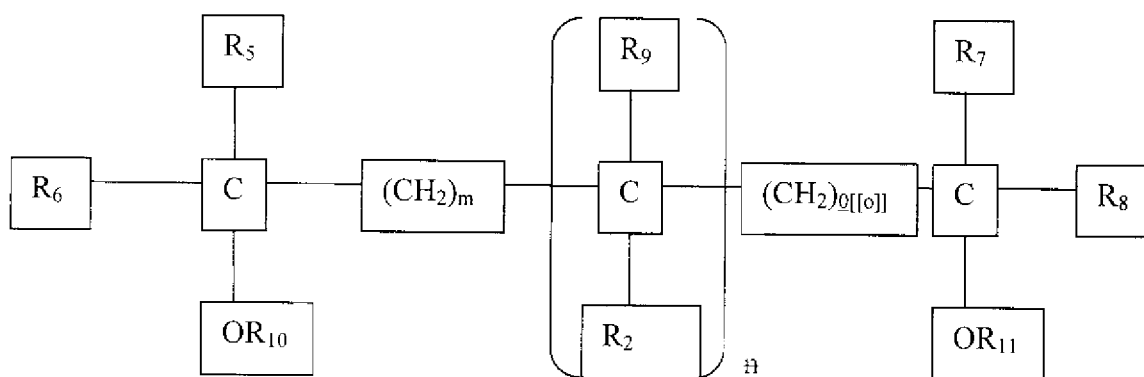 R₅ R₉ R₇
R₆ C (CH₂)ₘ C (CH₂)₀[[o]] C R₈
OR₁₀ R₂ OR₁₁
n